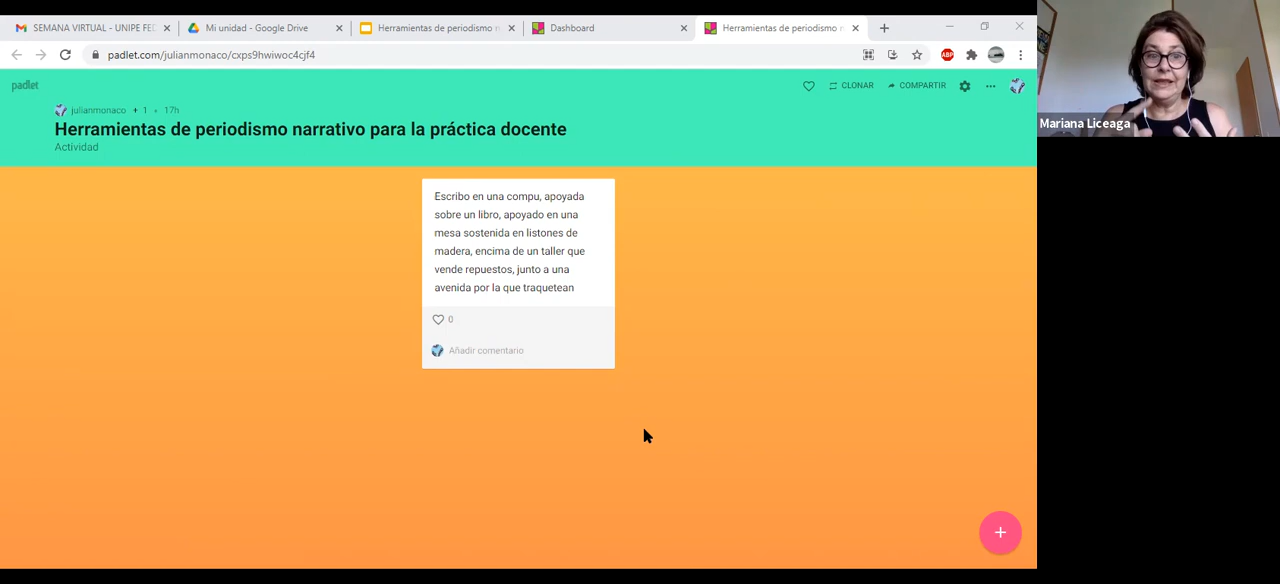 SEMANA VIRTUAL - UNIPE FED
Mi unidad - Google Drive
Herramientas de periodismo n
Dashboard
Herramientas de periodismo n
padlet.com/julianmonaco/cxps9hwiwoc4cjf4
ABP
padlet
CLONAR
COMPARTIR
julianmonaco + 1 • 17h
Herramientas de periodismo narrativo para la práctica docente
Actividad
Escribo en una compu, apoyada
sobre un libro, apoyado en una
mesa sostenida en listones de
madera, encima de un taller que
vende repuestos, junto a una
avenida por la que traquetean
0
Añadir comentario
Mariana Liceaga